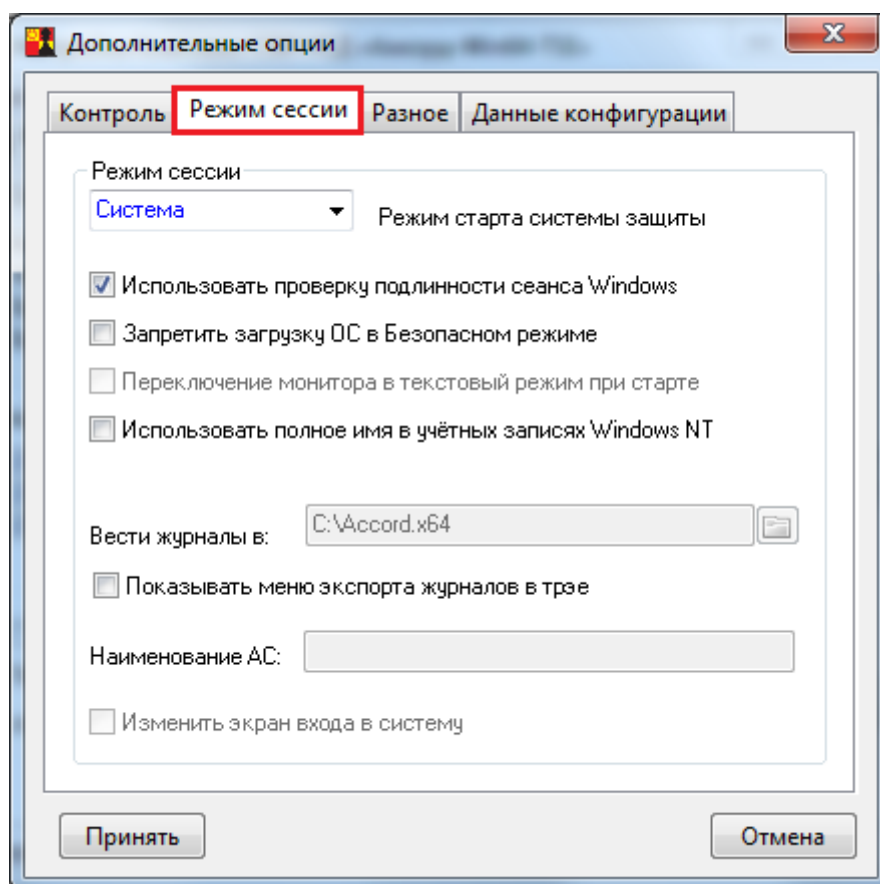 Дополнительные опции
Контроль Режим сессии Разное Данные конфигурации
Режим сессии
Система Режим старта системы защиты
Использовать проверку подлинности сеанса Windows
Запретить загрузку ОС в Безопасном режиме
Переключение монитора в текстовый режим при старте
Использовать полное имя в учётных записях Windows NT
Вести журналы в: C:\Accord.x64
Показывать меню экспорта журналов в трэе
Наименование АС:
Изменить экран входа в систему
Принять Отмена